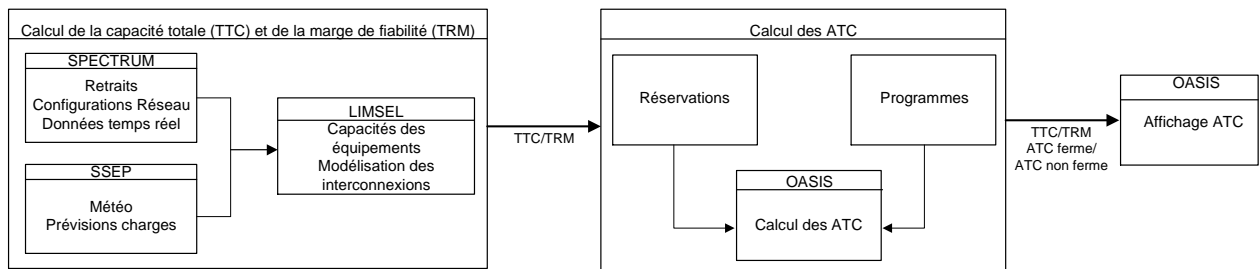 Calcul de la capacité totale (TTC) et de la marge de fiabilité (TRM)
SPECTRUM
Retraits
Configurations Réseau
Données temps réel
SSEP
Météo
Prévisions charges
LIMSEL
Capacités des
équipements
Modélisation des
interconnexions
TTC/TRM
Calcul des ATC
Réservations
Programmes
OASIS
Calcul des ATC
TTC/TRM
ATC ferme/
ATC non ferme
OASIS
Affichage ATC